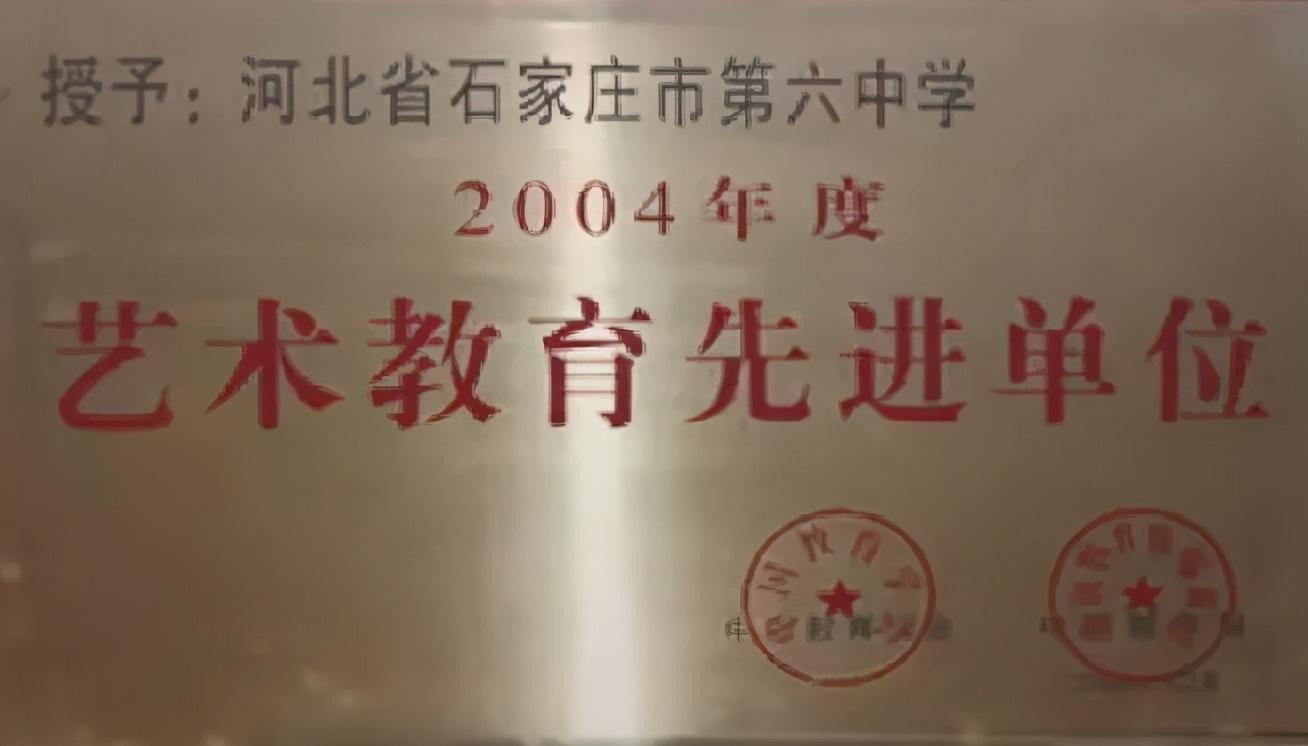 授予：河北省石家庄市第六中学
2004年度
艺术教育先进单位